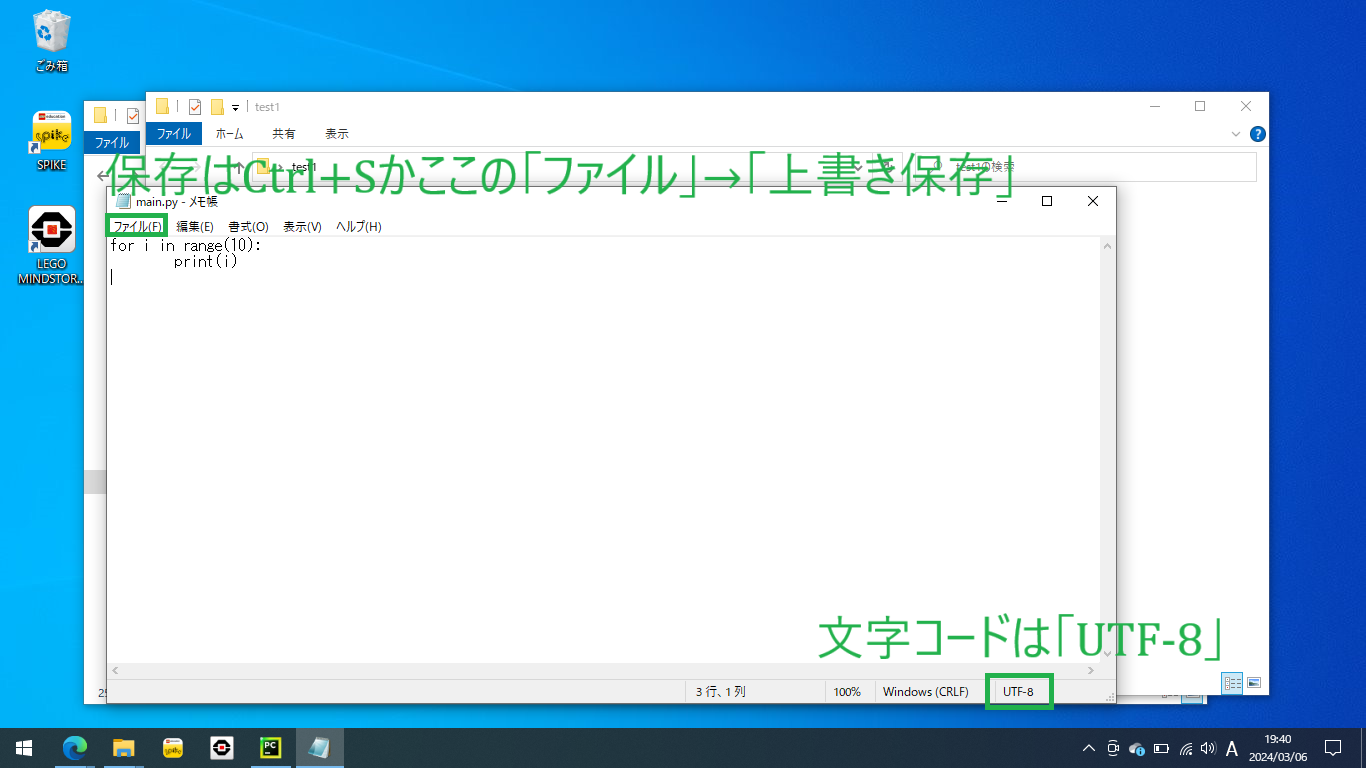 ごみ箱
SPIKE
LEGO
MINDSTOR...
test1
ファイル
ホーム
共有
表示
ファイル
保存はCtrl+Sかここの「ファイル」→「上書き保存」
test1
test1の検索
main.py - メモ帳
ファイル(F) 編集(E) 書式(O) 表示(V) ヘルプ(H)
for i in range(10):
print(i)
文字コードは「UTF-8」
3 行、1 列
100%
Windows (CRLF)
UTF-8
19:40
2024/03/06
A
PC
spike